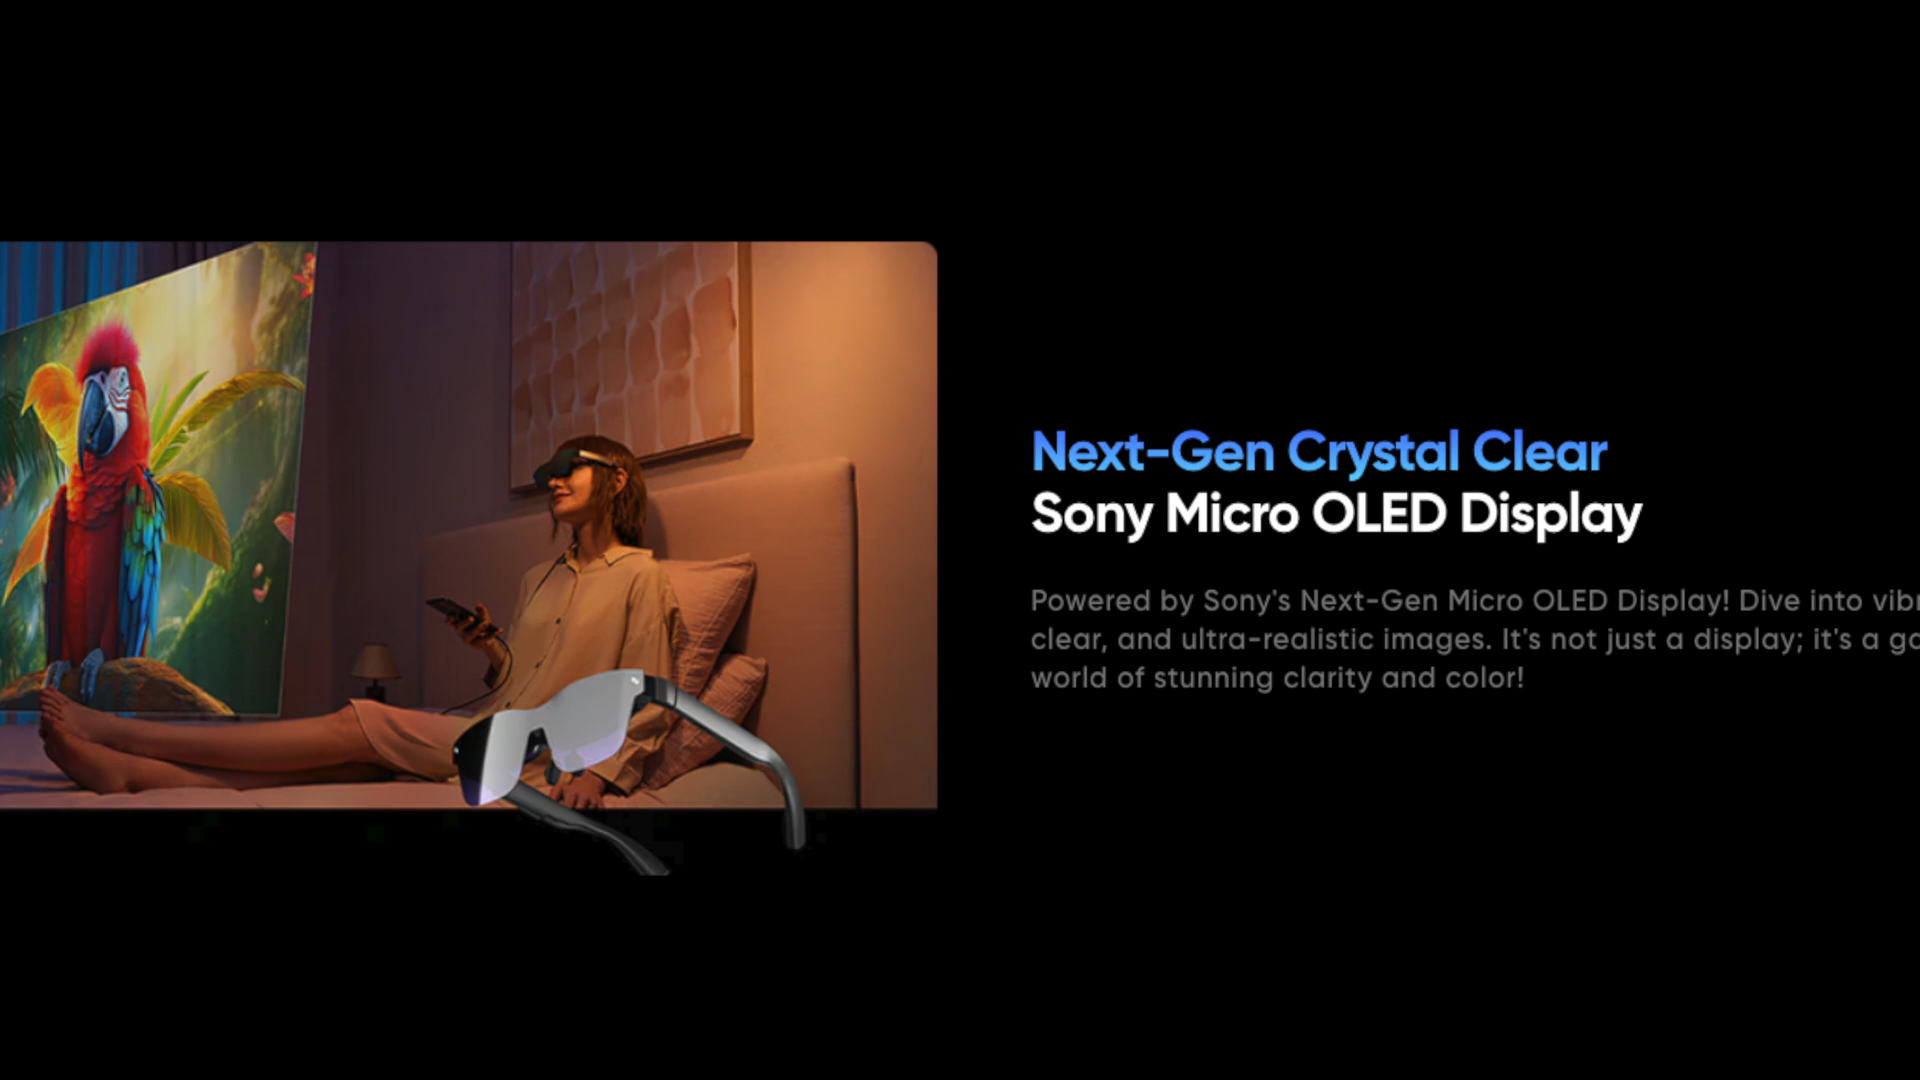 Next-Gen Crystal Clear
Sony Micro OLED Display
Powered by Sony's Next-Gen Micro OLED Display! Dive into
clear, and ultra-realistic images. It's not just a display; it's a
world of stunning clarity and color!